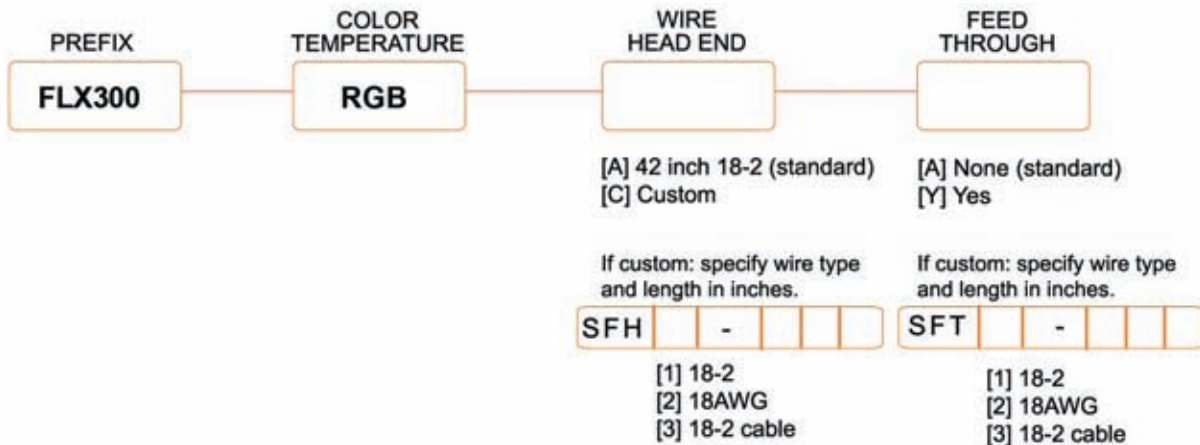 PREFIX
COLOR
TEMPERATURE
WIRE
HEAD END
FEED
THROUGH
FLX300
RGB
[A] 42 inch 18-2 (standard)
[C] Custom
[A] None (standard)
[Y] Yes
If custom: specify wire type
and length in inches.
If custom: specify wire type
and length in inches.
SFH -
SFT -
[1] 18-2
[2] 18AWG
[3] 18-2 cable
[1] 18-2
[2] 18AWG
[3] 18-2 cable